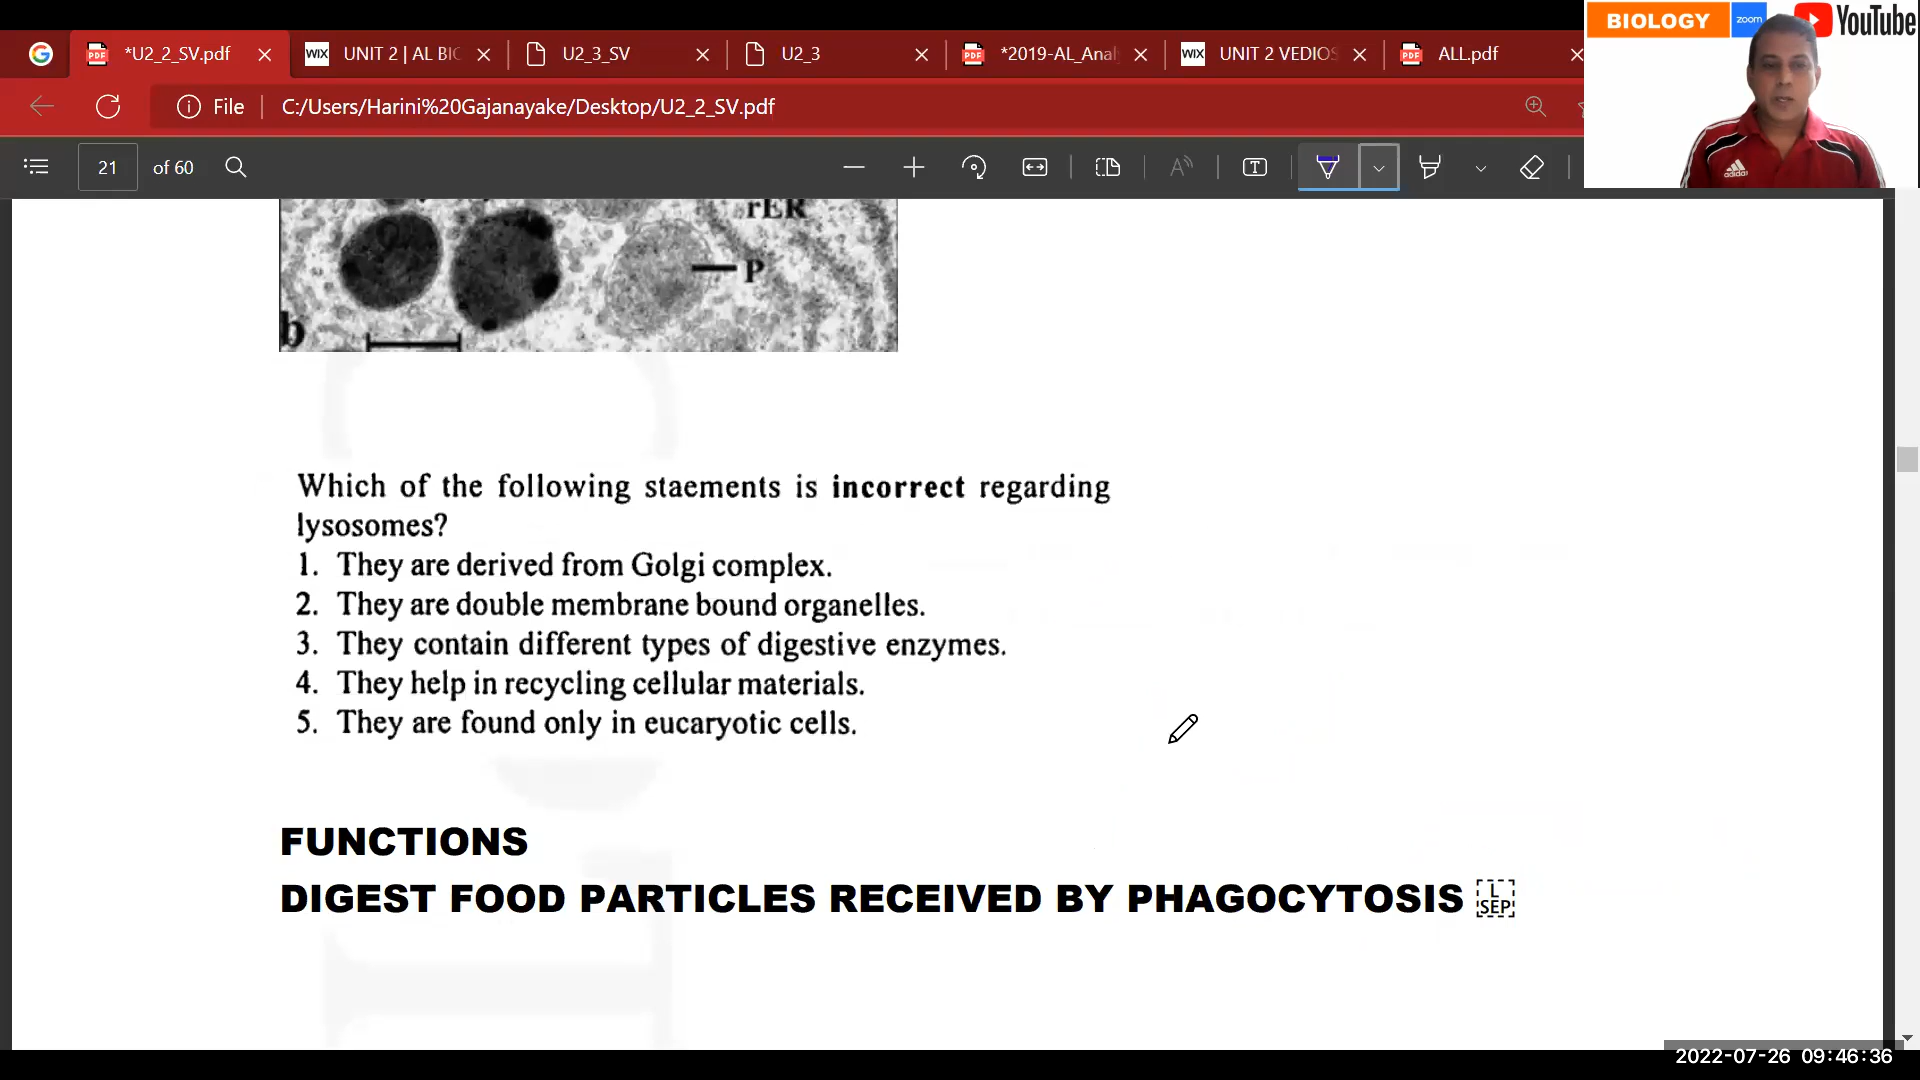 BIOLOGY zoom YouTube
*U2_2_SV.pdf WIX UNIT 2 | AL BIC U2_3_SV U2_3 *2019-AL_Anal WIX UNIT 2 VEDIOS ALL.pdf
File C:/Users/Harini%20Gajanayake/Desktop/U2_2_SV.pdf
21 of 60
rER
P
b
Which of the following staements is incorrect regarding
lysosomes?
1. They are derived from Golgi complex.
2. They are double membrane bound organelles.
3. They contain different types of digestive enzymes.
4. They help in recycling cellular materials.
5. They are found only in eucaryotic cells.
FUNCTIONS
DIGEST FOOD PARTICLES RECEIVED BY PHAGOCYTOSIS L SEP
adidas
2022-07-26 09:46:36